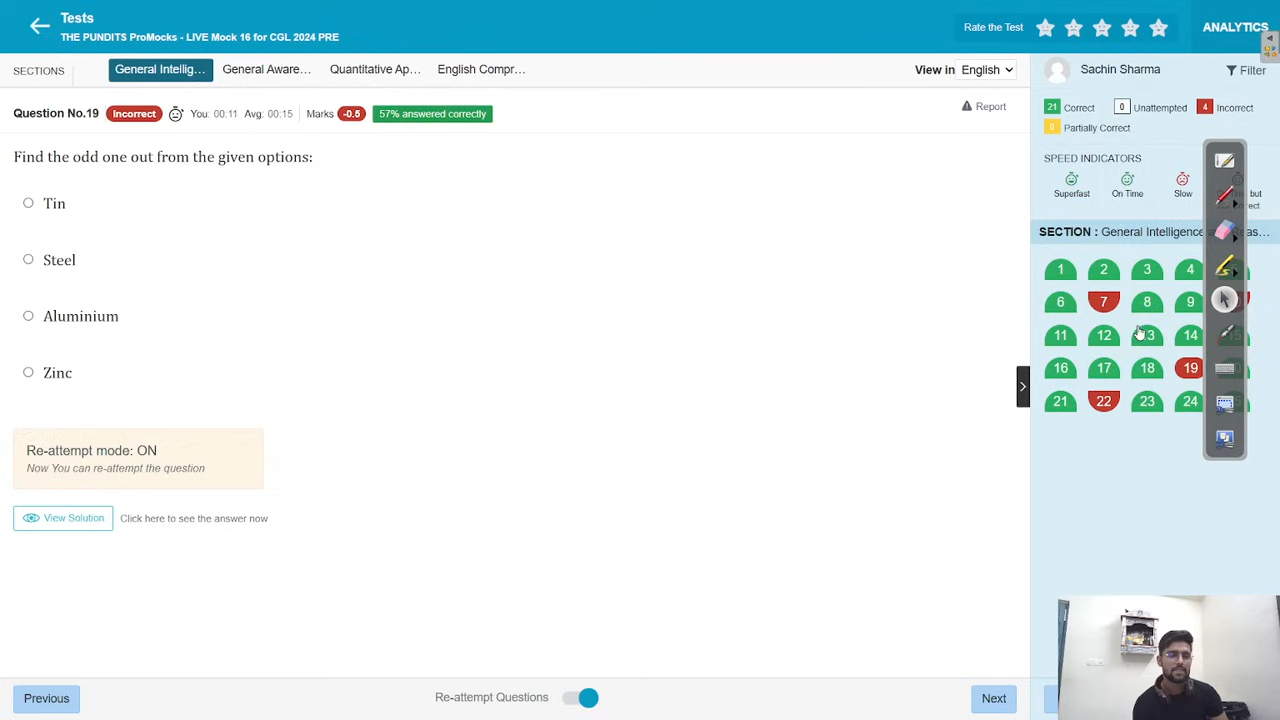 Tests
THE PUNDITS ProMocks - LIVE Mock 16 for CGL 2024 PRE
Rate the Test
ANALYTICS
SECTIONS
General Intellig...
General Aware...
Quantitative Ap...
English Compr...
View in English
Sachin Sharma
Filter
Question No.19 Incorrect You: 00:11 Avg: 00:15 Marks -0.5 57% answered correctly
Report
21 Correct 0 Unattempted 4 Incorrect
0 Partially Correct
Find the odd one out from the given options:
SPEED INDICATORS
Superfast On Time Slow
Tin
Steel
Aluminium
Zinc
SECTION : General Intelligence
1 2 3 4
6 7 8 9
11 12 13 14 15
16 17 18 19
21 22 23 24
Re-attempt mode: ON
Now You can re-attempt the question
View Solution Click here to see the answer now
Previous
Re-attempt Questions
Next